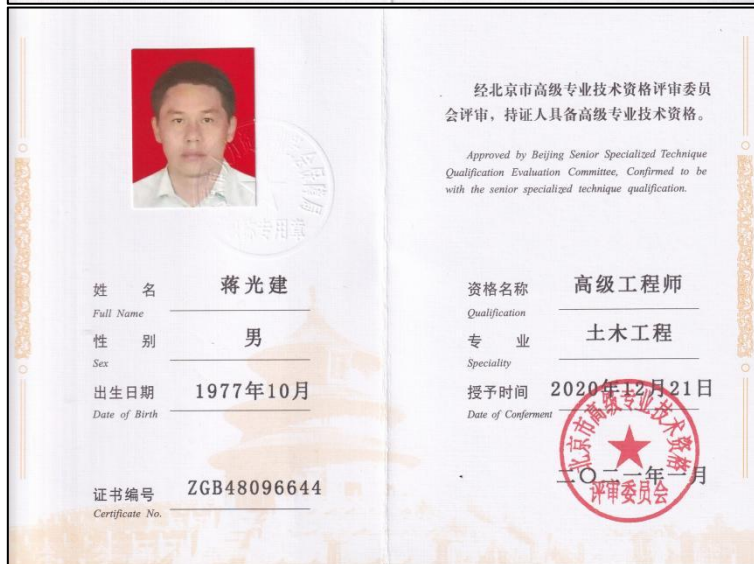 经北京市高级专业技术资格评审委员
会评审，持证人具备高级专业技术资格。
Approved by Beijing Senior Specialized Technique
Qualification Evaluation Committee, Confirmed to be
with the senior specialized technique qualification.
姓 名 蒋光建
Full Name
性 别 男
Sex
出生日期 1977年10月
Date of Birth
证书编号 ZGB48096644
Certificate No.
资格名称 高级工程师
Qualification
专 业 土木工程
Speciality
授予时间 2020年12月21日
Date of Conferment
北京市高级专业技术资格
评审委员会
二〇二一年一月